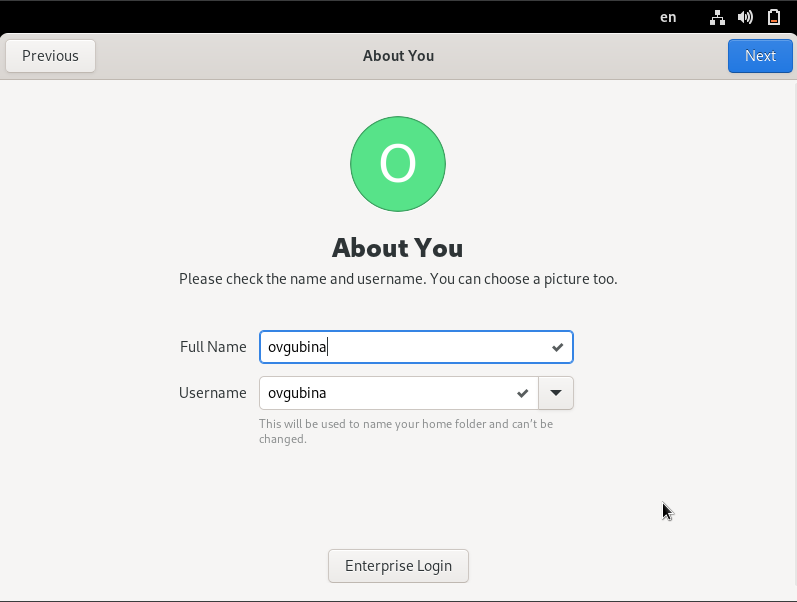 en
Previous
About You
Next
O
About You
Please check the name and username. You can choose a picture too.
Full Name ovgubina
Username ovgubina
This will be used to name your home folder and can't be
changed.
Enterprise Login